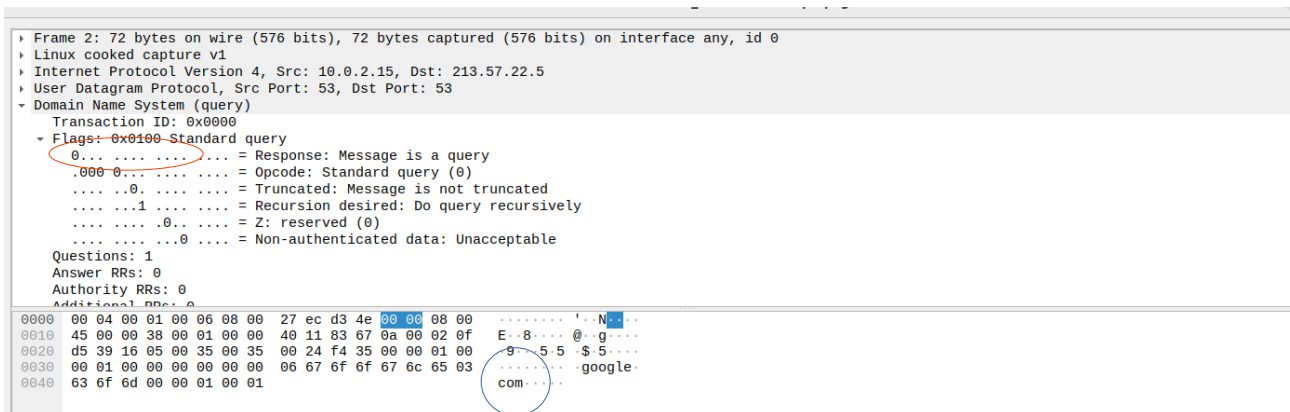 Frame 2: 72 bytes on wire (576 bits), 72 bytes captured (576 bits) on interface any, id 0
Linux cooked capture v1
Internet Protocol Version 4, Src: 10.0.2.15, Dst: 213.57.22.5
User Datagram Protocol, Src Port: 53, Dst Port: 53
Domain Name System (query)
Transaction ID: 0x0000
Flags: 0x0100 Standard query
0... .... .... .... = Response: Message is a query
.000 0... .... .... = Opcode: Standard query (0)
.... ..0. .... .... = Truncated: Message is not truncated
.... ...1 .... .... = Recursion desired: Do query recursively
.... .... .0.. .... = Z: reserved (0)
.... .... ...0 .... = Non-authenticated data: Unacceptable
Questions: 1
Answer RRs: 0
Authority RRs: 0
Additional RRs: 0
0000 00 04 00 01 00 06 08 00 27 ec d3 4e 00 00 08 00 ········ '··N····
0010 45 00 00 38 00 01 00 00 40 11 83 67 0a 00 02 0f E··8···· @··g····
0020 d5 39 16 05 00 35 00 35 00 24 f4 35 00 00 01 00 ·9···5·5 ·$·5····
0030 00 01 00 00 00 00 00 00 06 67 6f 6f 67 6c 65 03 ········ ·google·
0040 63 6f 6d 00 00 01 00 01 com·····